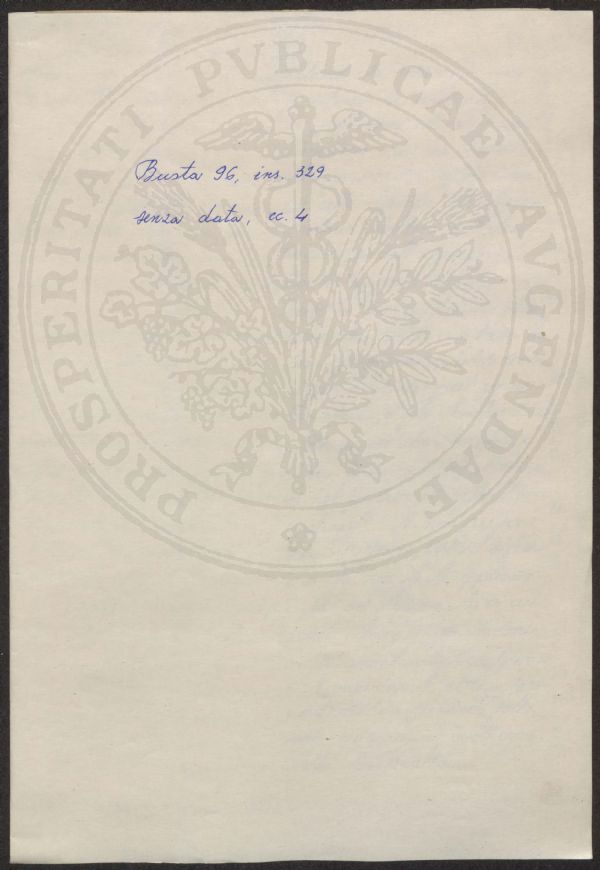 PROSPERITATI PVBLICAE AVGENDAE
Busta 96, ins. 329
senza data, cc. 4